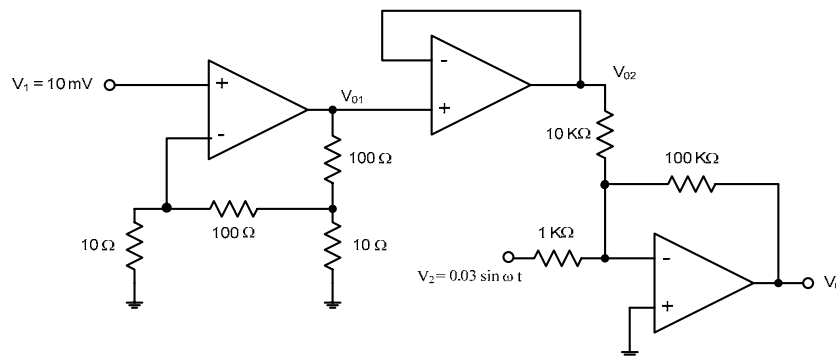 V₁ = 10 mV
+
-
V₀₁
-
+
V₀₂
100 Ω
10 KΩ
100 KΩ
10 Ω
100 Ω
10 Ω
1 KΩ
V₂= 0.03 sin ω t
-
+